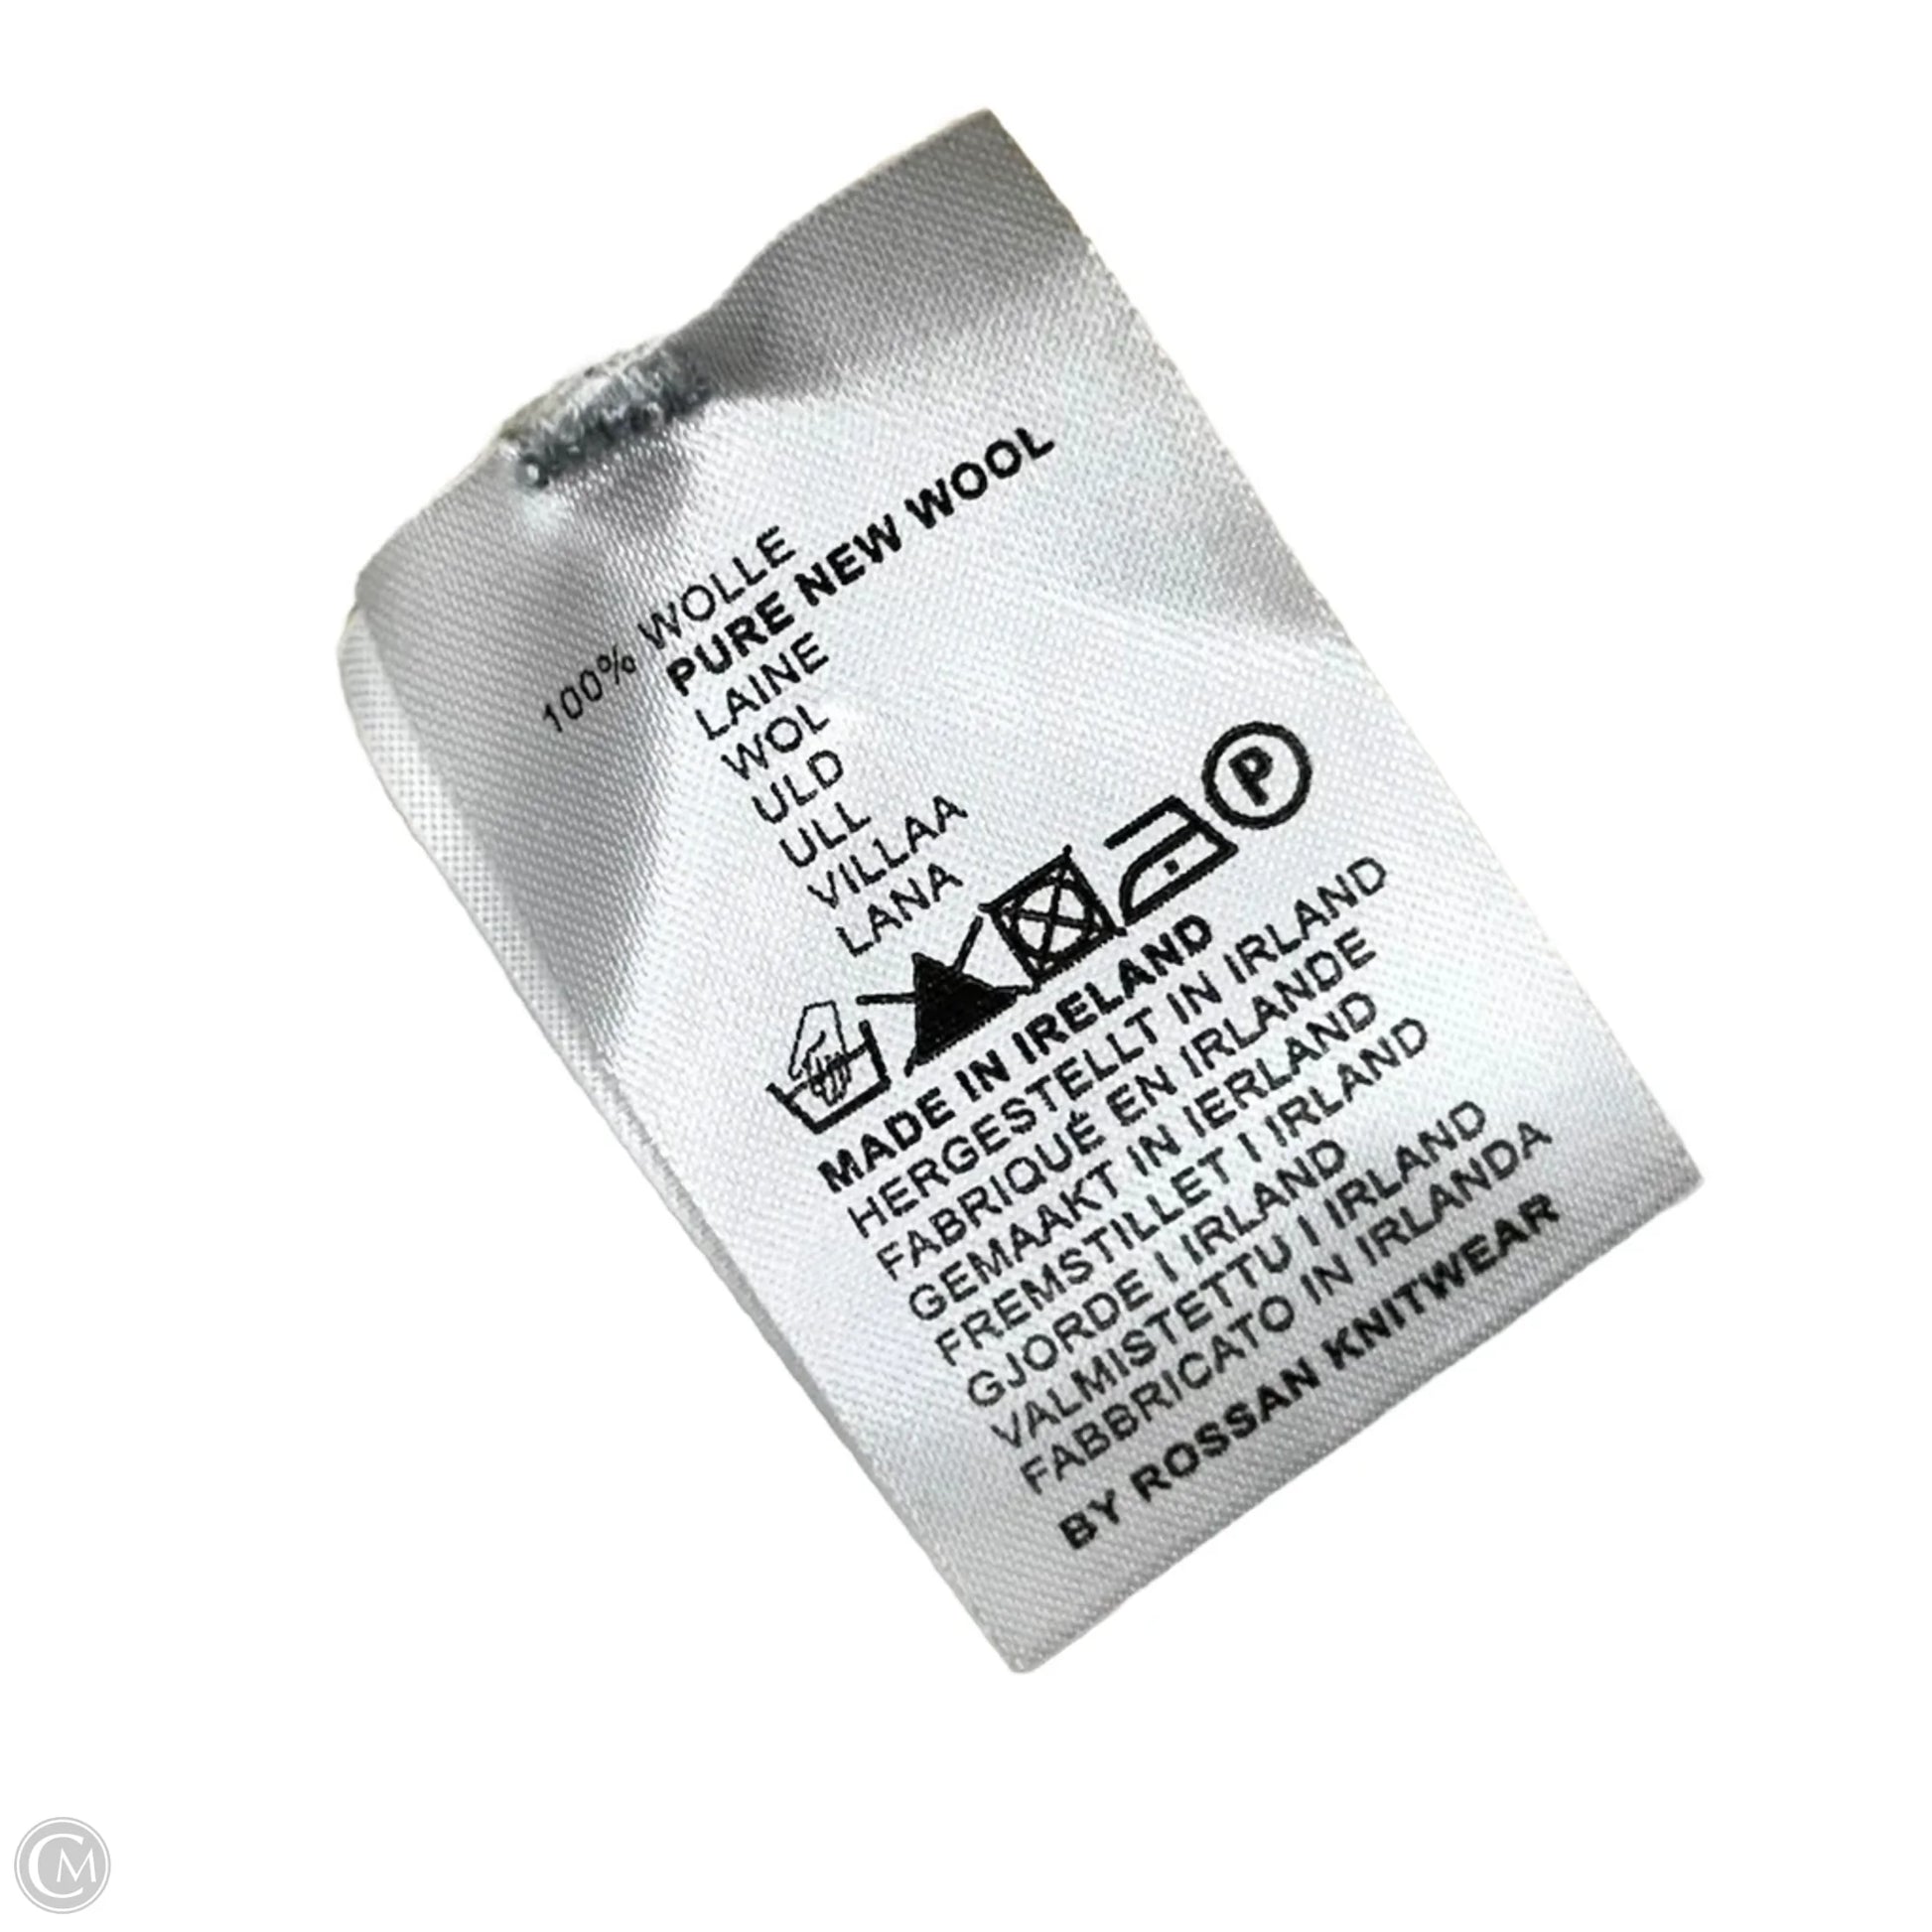 100% WOLLE
PURE NEW WOOL
LAINE
WOL
ULD
ULL
VILLAA
LANA
P
MADE IN IRELAND
HERGESTELLT IN IRLAND
FABRIQUÉ EN IRLANDE
GEMAAKT IN IERLAND
FREMSTILLET I IRLAND
GJORDE I IRLAND
VALMISTETTU I IRLAND
FABBRICATO IN IRLANDA
BY ROSSAN KNITWEAR
CM